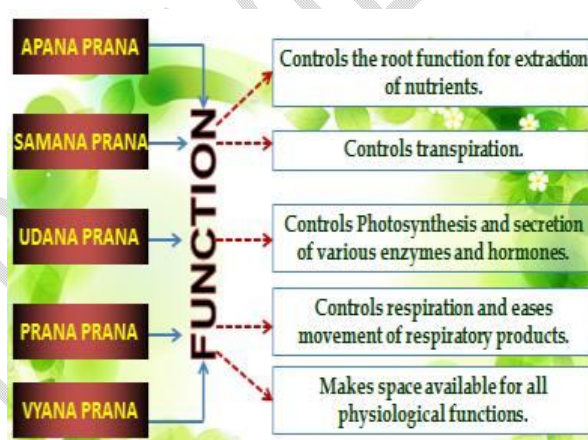 APANA PRANA
SAMANA PRANA
UDANA PRANA
PRANA PRANA
VYANA PRANA
FUNCTION
Controls the root function for extraction
of nutrients.
Controls transpiration.
Controls Photosynthesis and secretion
of various enzymes and hormones.
Controls respiration and eases
movement of respiratory products.
Makes space available for all
physiological functions.